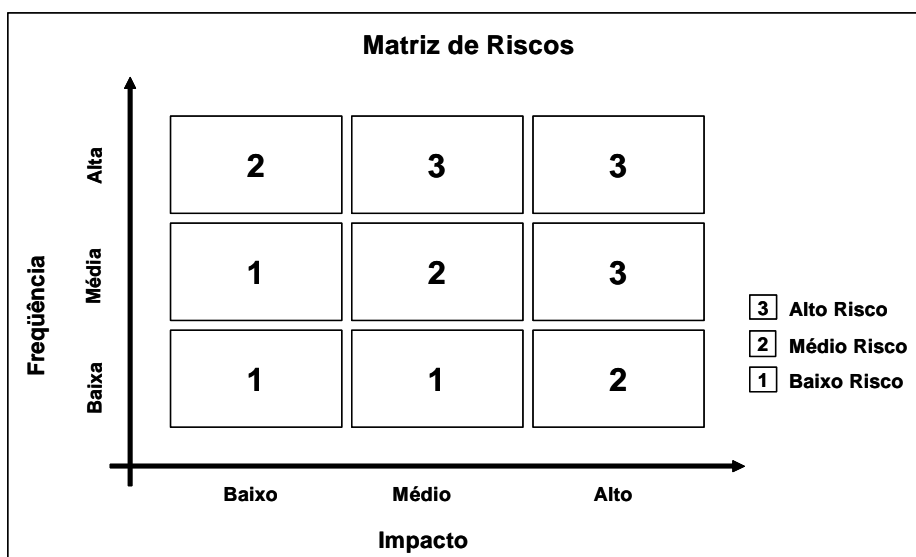 Matriz de Riscos
Alta
2 3 3
Média
1 2 3
Baixa
1 1 2
Freqüência
Baixo Médio Alto
Impacto
3 Alto Risco
2 Médio Risco
1 Baixo Risco